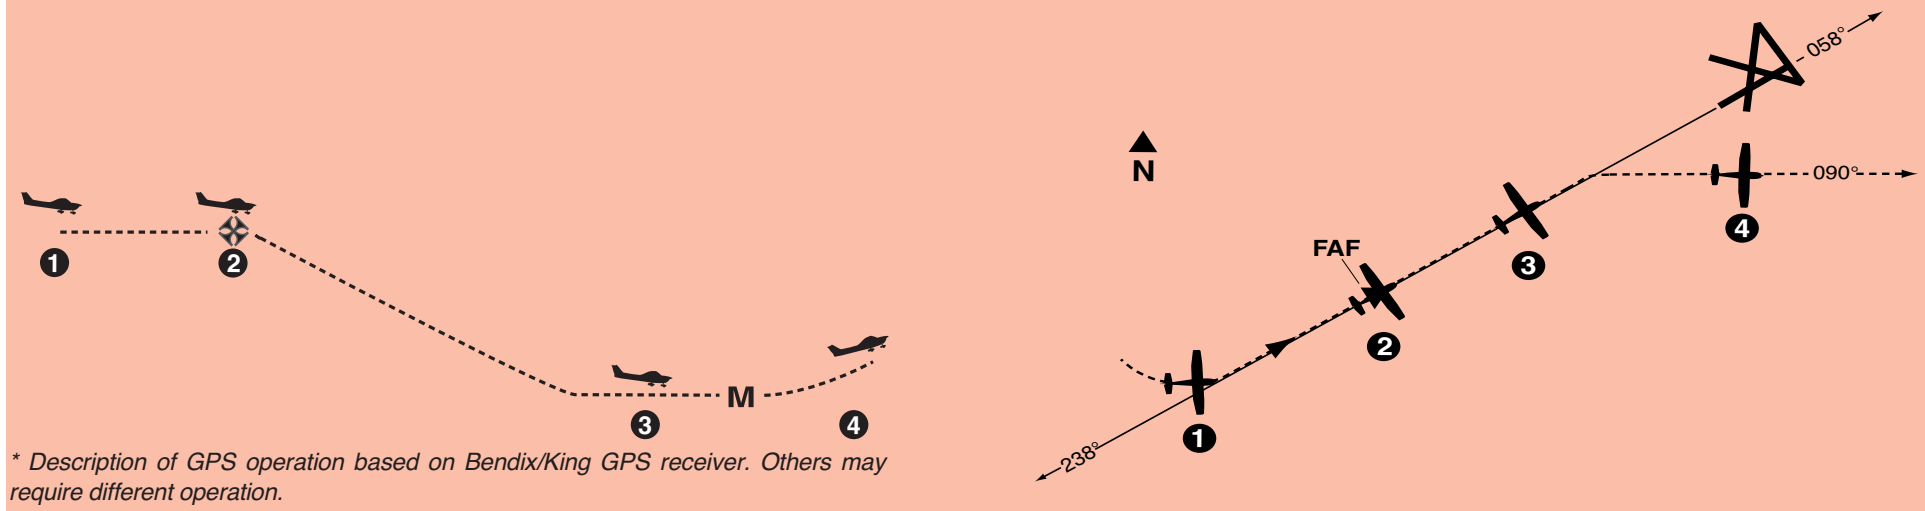 1
2
3
M
4
* Description of GPS operation based on Bendix/King GPS receiver. Others may
require different operation.
058°
N
090°
4
FAF
3
2
1
238°